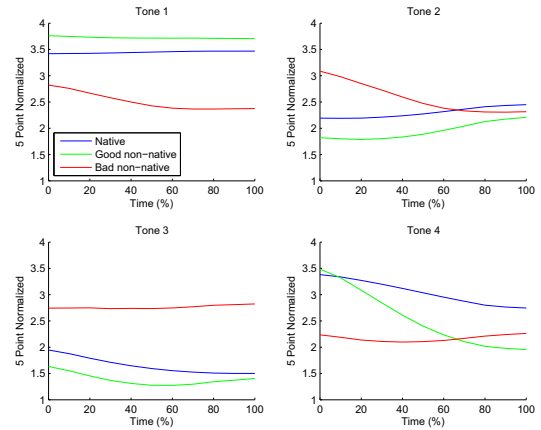 Tone 1
4
3.5
3
2.5
2
1.5
1
5 Point Normalized
Native
Good non−native
Bad non−native
0 20 40 60 80 100
Time (%)
Tone 2
4
3.5
3
2.5
2
1.5
1
5 Point Normalized
0 20 40 60 80 100
Time (%)
Tone 3
4
3.5
3
2.5
2
1.5
1
5 Point Normalized
0 20 40 60 80 100
Time (%)
Tone 4
4
3.5
3
2.5
2
1.5
1
5 Point Normalized
0 20 40 60 80 100
Time (%)